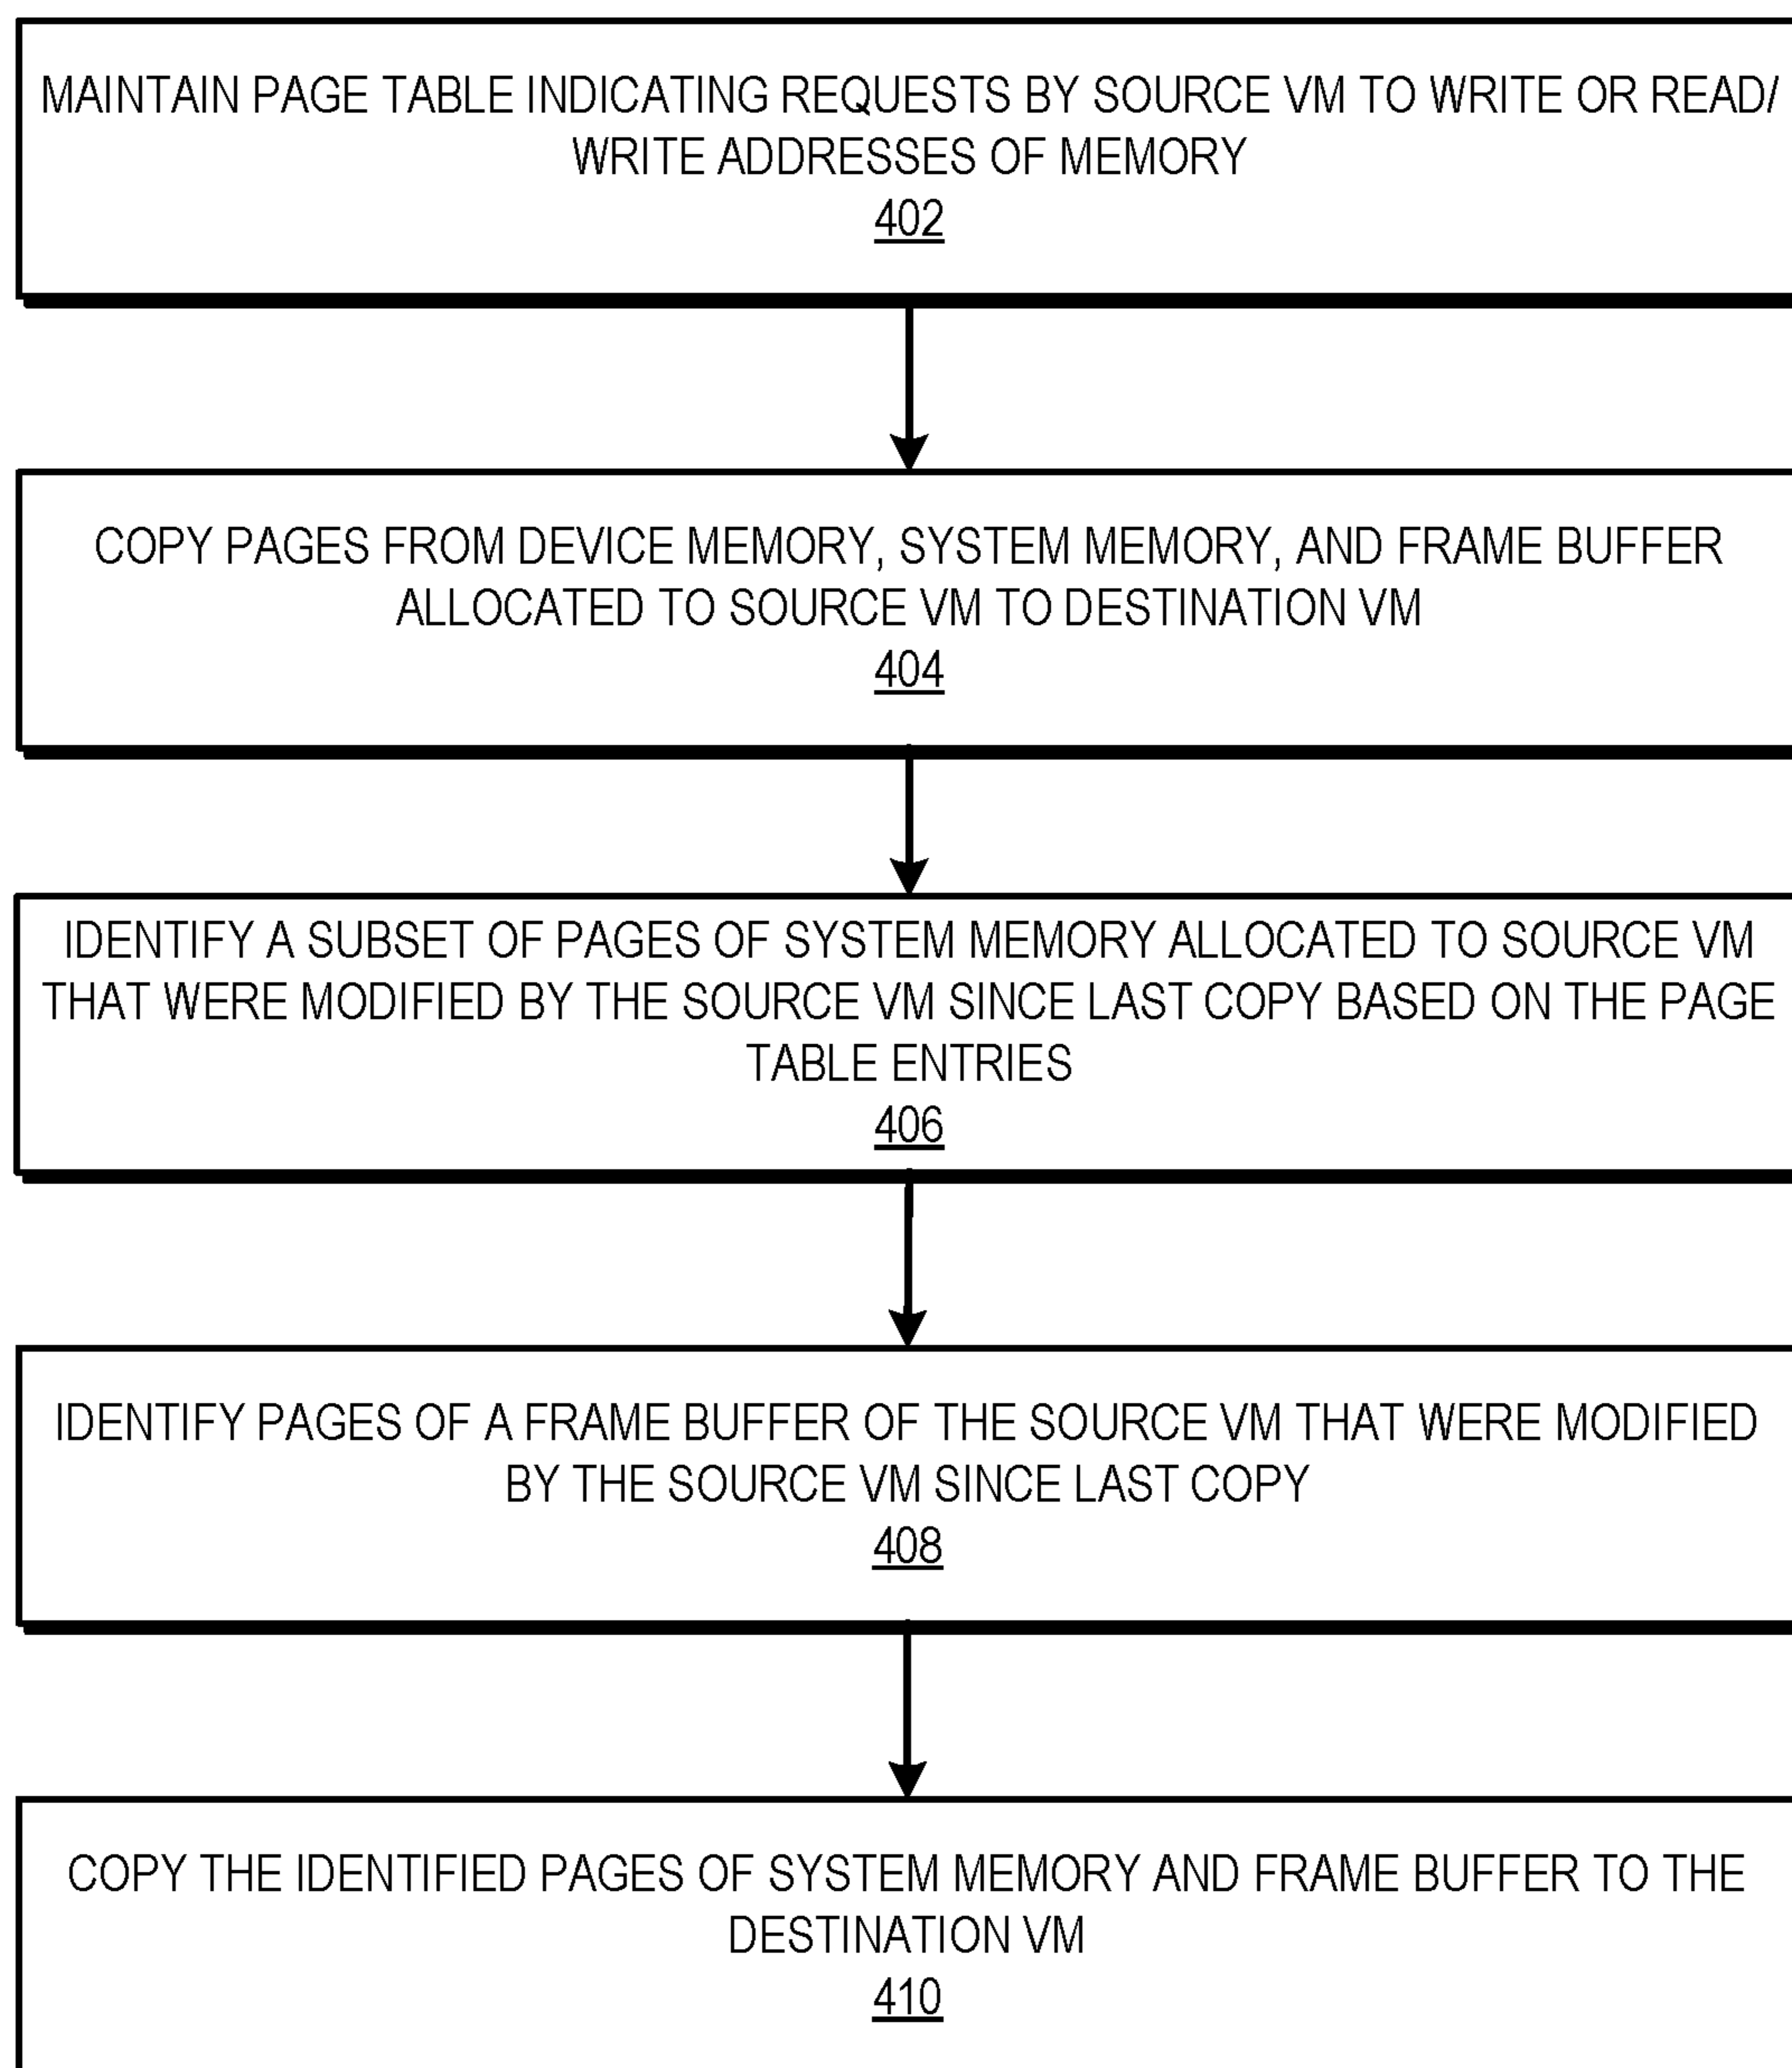 MAINTAIN PAGE TABLE INDICATING REQUESTS BY SOURCE VM TO WRITE OR READ/
WRITE ADDRESSES OF MEMORY
402
COPY PAGES FROM DEVICE MEMORY, SYSTEM MEMORY, AND FRAME BUFFER
ALLOCATED TO SOURCE VM TO DESTINATION VM
404
IDENTIFY A SUBSET OF PAGES OF SYSTEM MEMORY ALLOCATED TO SOURCE VM
THAT WERE MODIFIED BY THE SOURCE VM SINCE LAST COPY BASED ON THE PAGE
TABLE ENTRIES
406
IDENTIFY PAGES OF A FRAME BUFFER OF THE SOURCE VM THAT WERE MODIFIED
BY THE SOURCE VM SINCE LAST COPY
408
COPY THE IDENTIFIED PAGES OF SYSTEM MEMORY AND FRAME BUFFER TO THE
DESTINATION VM
410